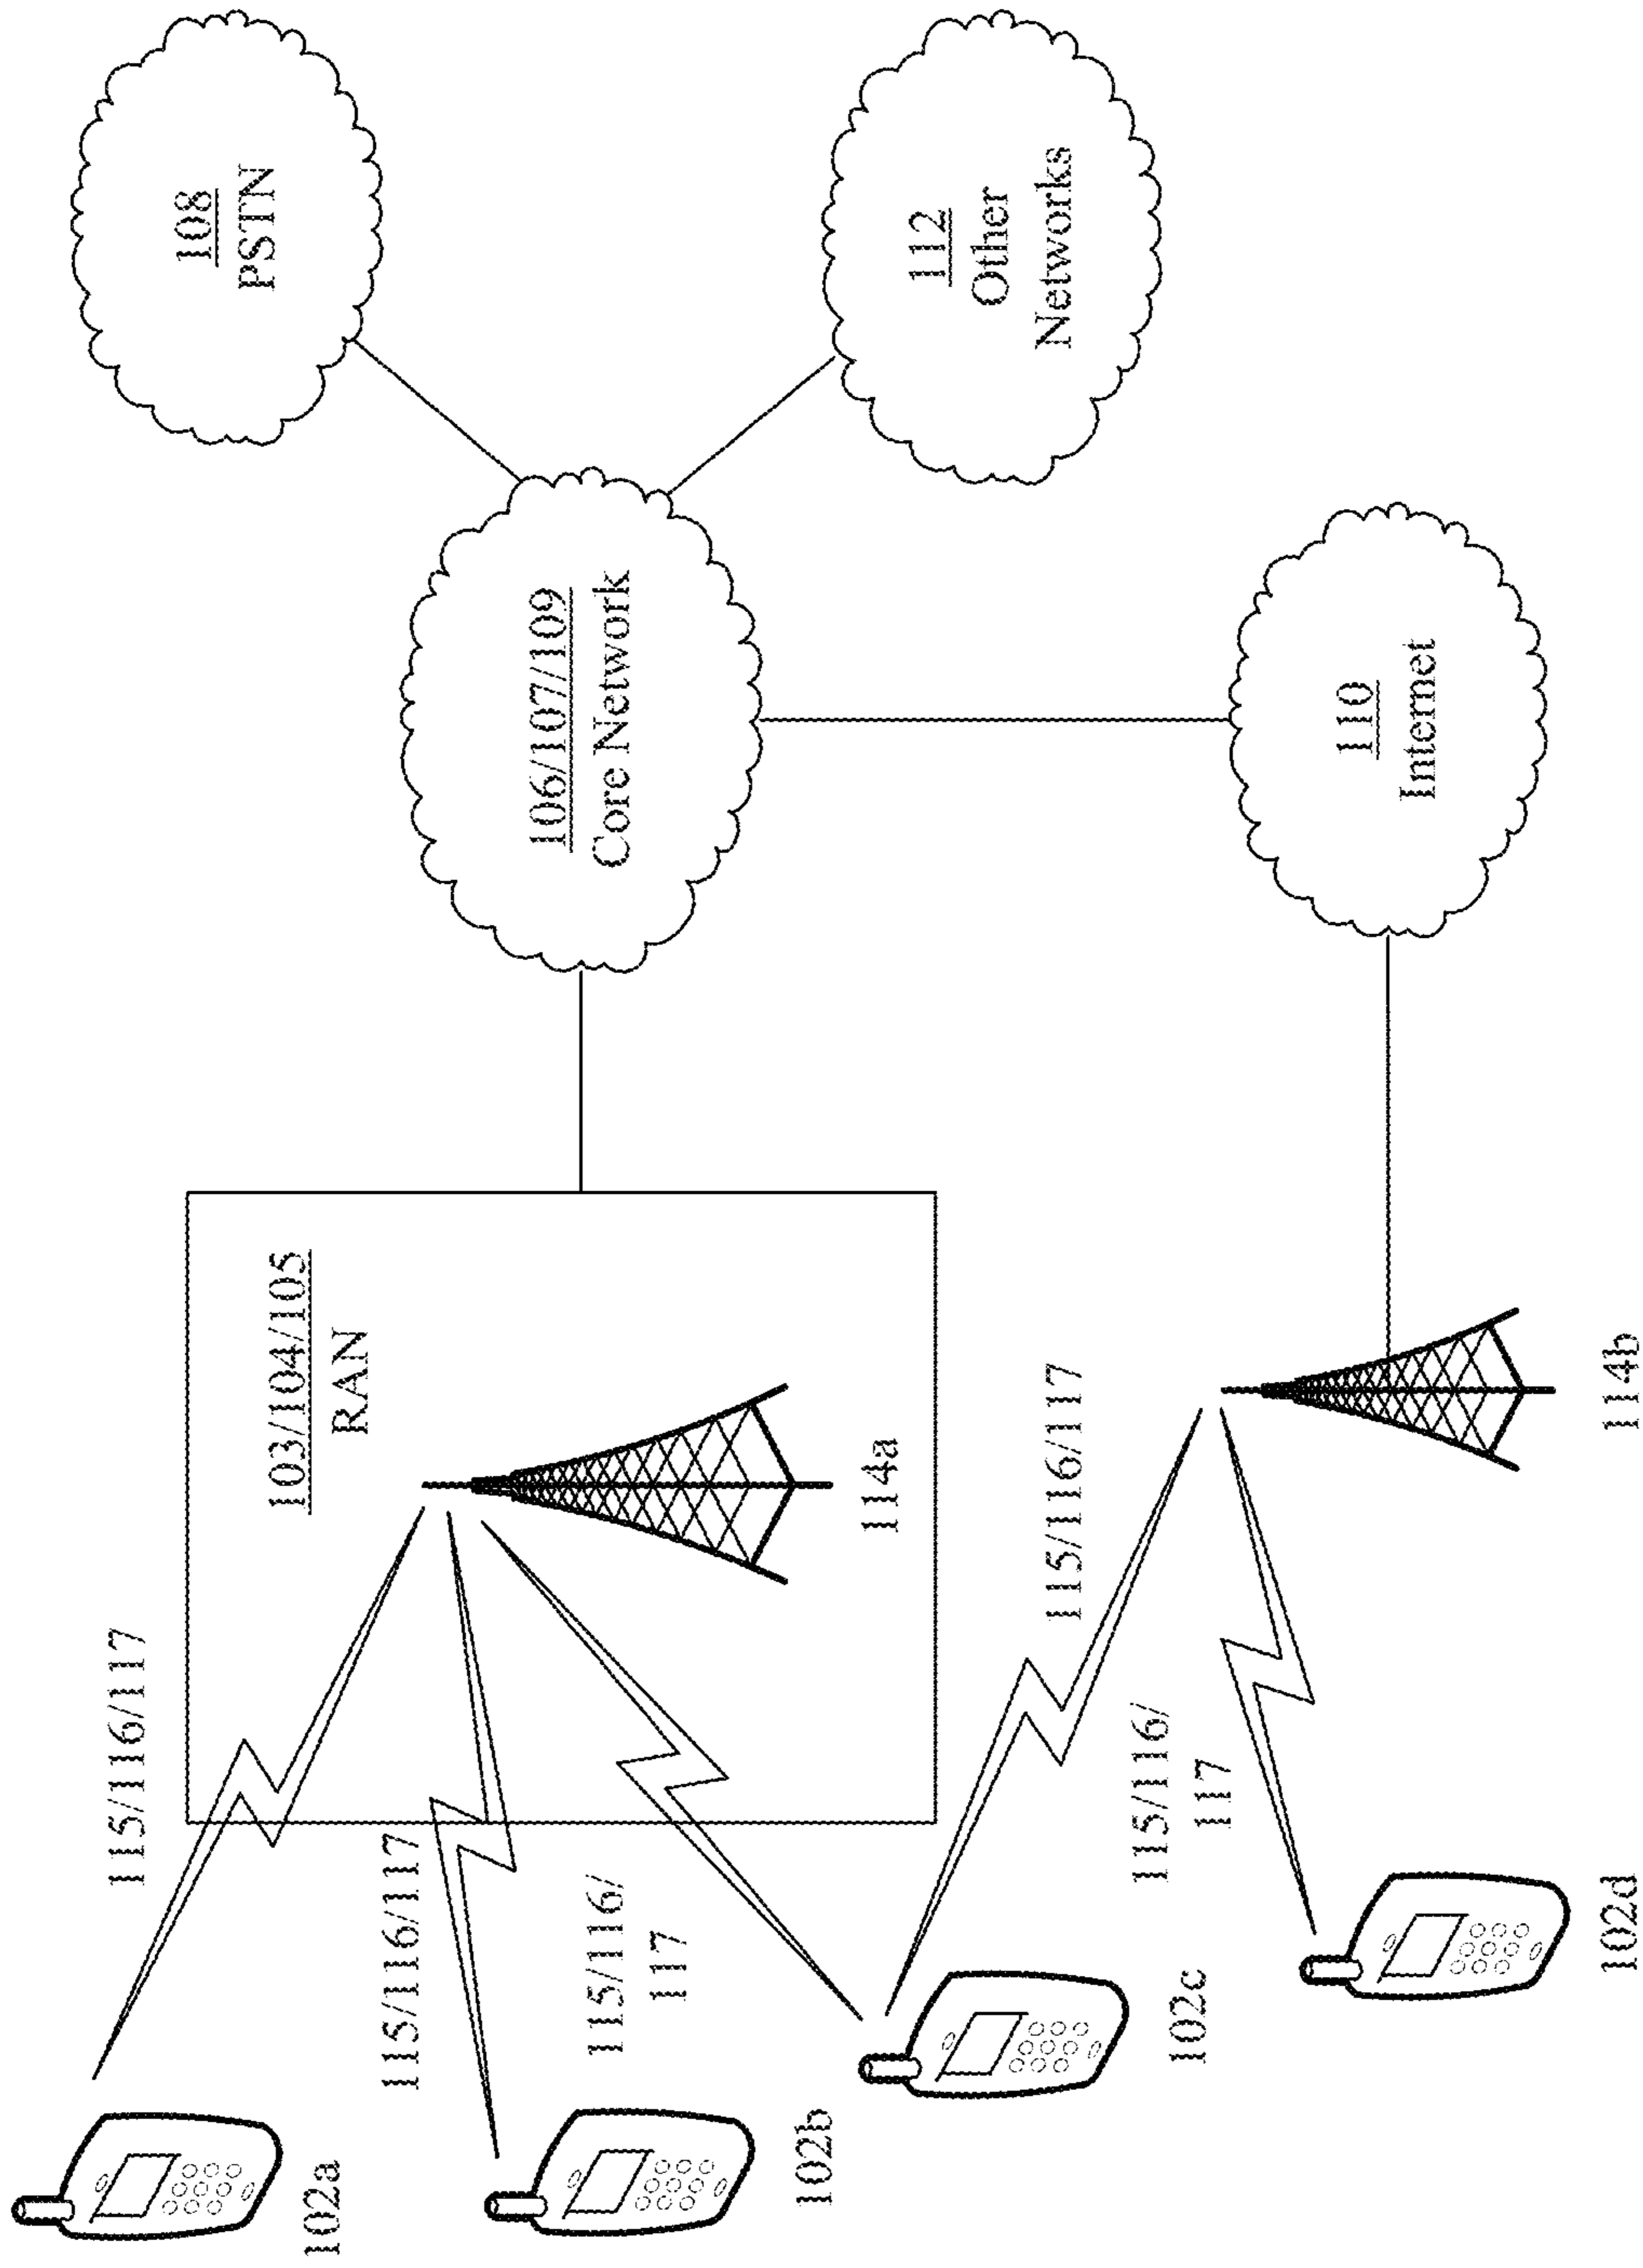 102a
115/116/117
103/104/105
RAN
108
PSTN
102b
115/116/117
115/116/
117
114a
106/107/109
Core Network
112
Other
Networks
102c
115/116/117
115/116/
117
102d
114b
110
Internet